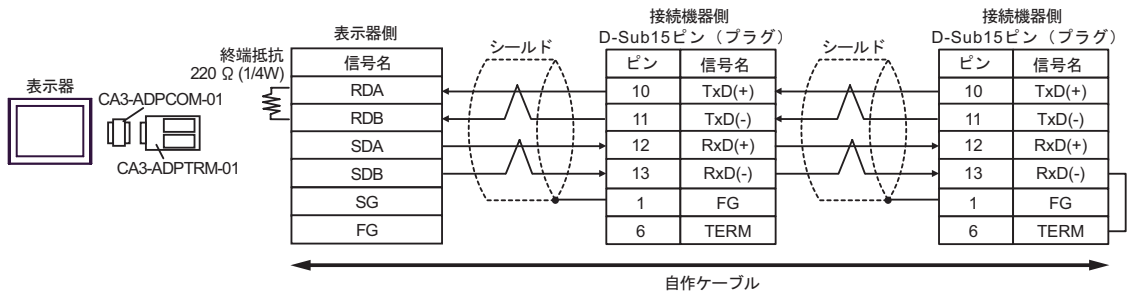 表示器
CA3-ADPCOM-01
CA3-ADPTRM-01
終端抵抗
220 Ω (1/4W)
表示器側
信号名
RDA
RDB
SDA
SDB
SG
FG
シールド
接続機器側
D-Sub15ピン（プラグ）
ピン 信号名
10 TxD(+)
11 TxD(-)
12 RxD(+)
13 RxD(-)
1 FG
6 TERM
シールド
接続機器側
D-Sub15ピン（プラグ）
ピン 信号名
10 TxD(+)
11 TxD(-)
12 RxD(+)
13 RxD(-)
1 FG
6 TERM
自作ケーブル